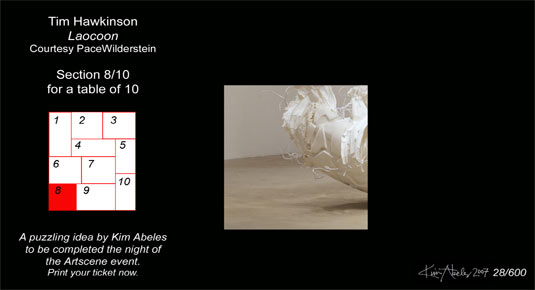 Tim Hawkinson
Laocoon
Courtesy PaceWilderstein
Section 8/10
for a table of 10
1 2 3
4 5
6 7
10
8 9
A puzzling idea by Kim Abeles
to be completed the night of
the Artscene event.
Print your ticket now.
Kim Abeles 2007 28/600